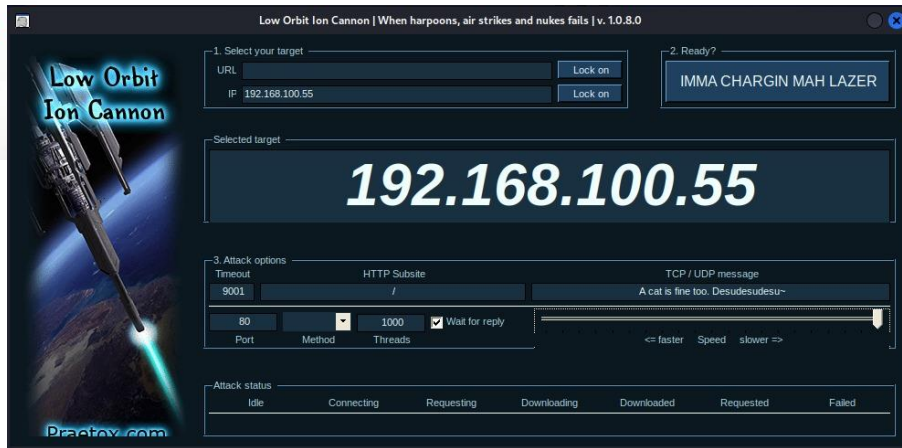 Low Orbit Ion Cannon | When harpoons, air strikes and nukes fails | v. 1.0.8.0
Low Orbit
Ion Cannon
Praetox.com
1. Select your target
URL
Lock on
IP 192.168.100.55
Lock on
2. Ready?
IMMA CHARGIN MAH LAZER
Selected target
192.168.100.55
3. Attack options
Timeout HTTP Subsite TCP / UDP message
9001 / A cat is fine too. Desudesudesu~
80 1000 Wait for reply
Port Method Threads <= faster Speed slower =>
Attack status
Idle Connecting Requesting Downloading Downloaded Requested Failed